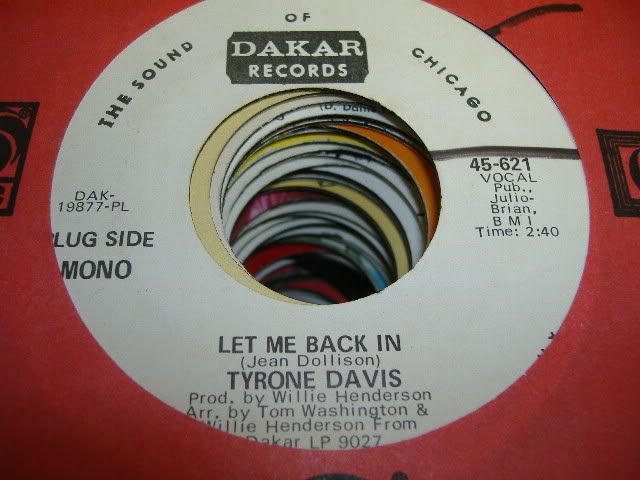 THE SOUND OF CHICAGO
DAKAR
RECORDS
45-621
VOCAL
Pub.,
Julio-
Brian,
B M I
Time: 2:40
DAK-
19877-PL
LUG SIDE
MONO
LET ME BACK IN
(Jean Dollison)
TYRONE DAVIS
Prod. by Willie Henderson
Arr. by Tom Washington &
Willie Henderson From
Dakar LP 9027